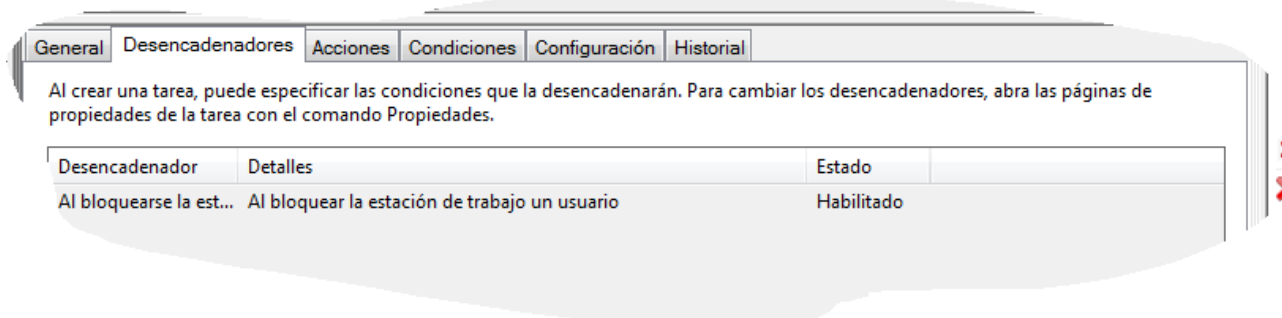 General Desencadenadores Acciones Condiciones Configuración Historial
Al crear una tarea, puede especificar las condiciones que la desencadenarán. Para cambiar los desencadenadores, abra las páginas de
propiedades de la tarea con el comando Propiedades.
Desencadenador Detalles Estado
Al bloquearse la est... Al bloquear la estación de trabajo un usuario Habilitado